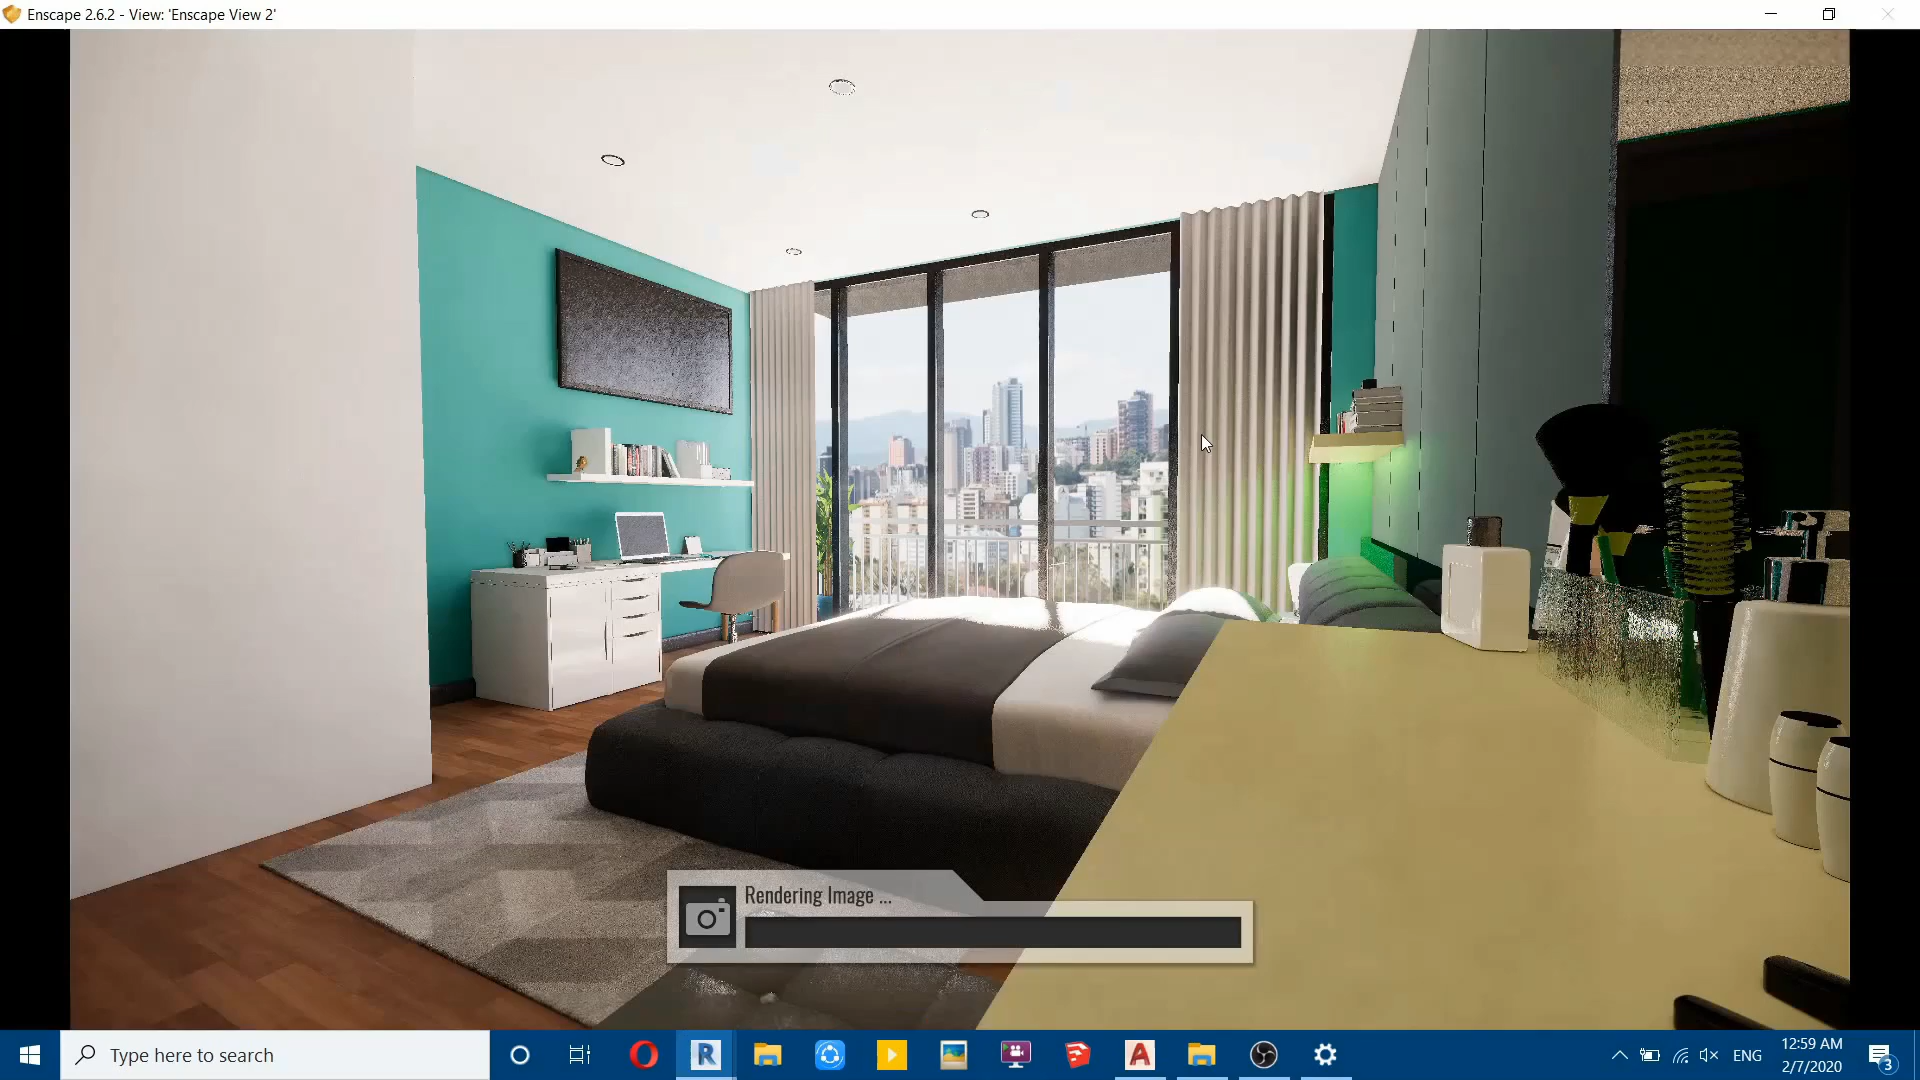 Enscape 2.6.2 - View: 'Enscape View 2'
Rendering Image ...
Type here to search
R
A
ENG
12:59 AM
2/7/2020
3